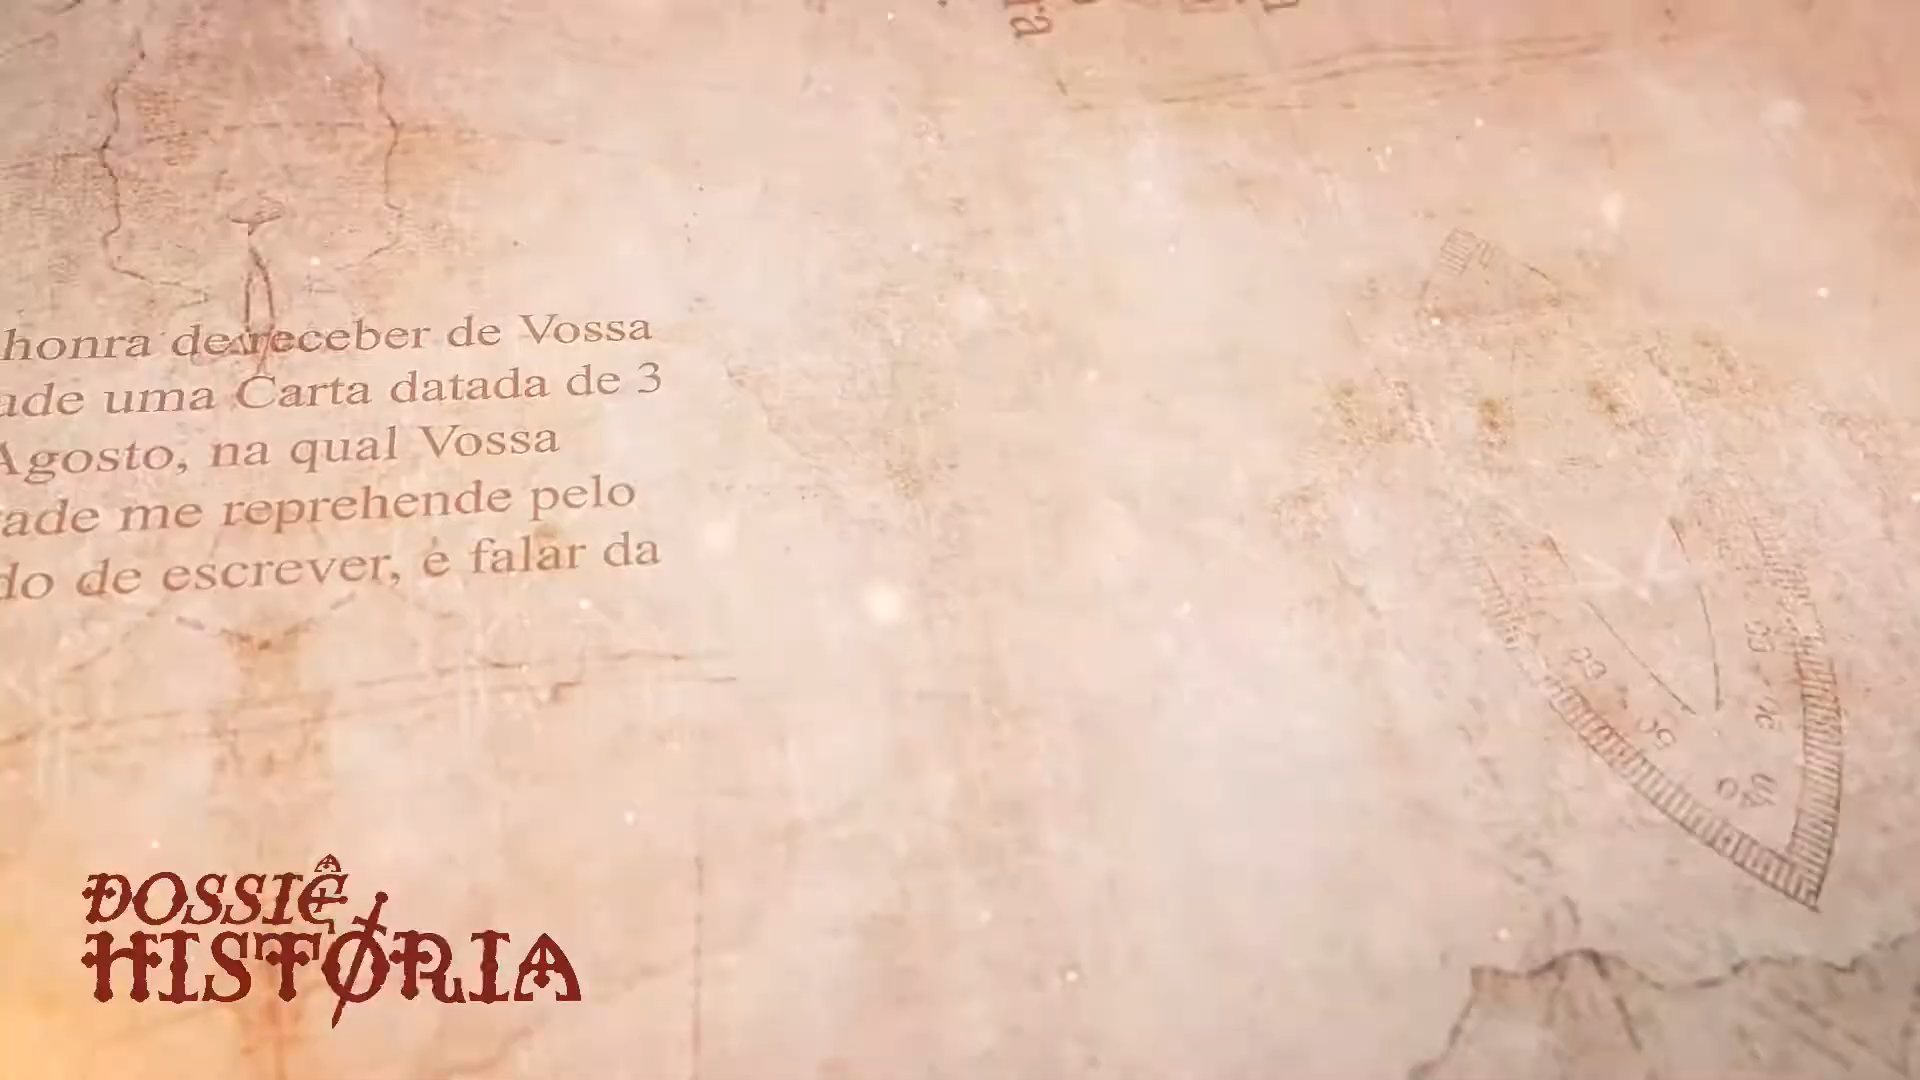 ra
honra de receber de Vossa
ade uma Carta datada de 3
Agosto, na qual Vossa
ade me reprehende pelo
do de escrever, e falar da
DOSSIÊ
HISTÓRIA